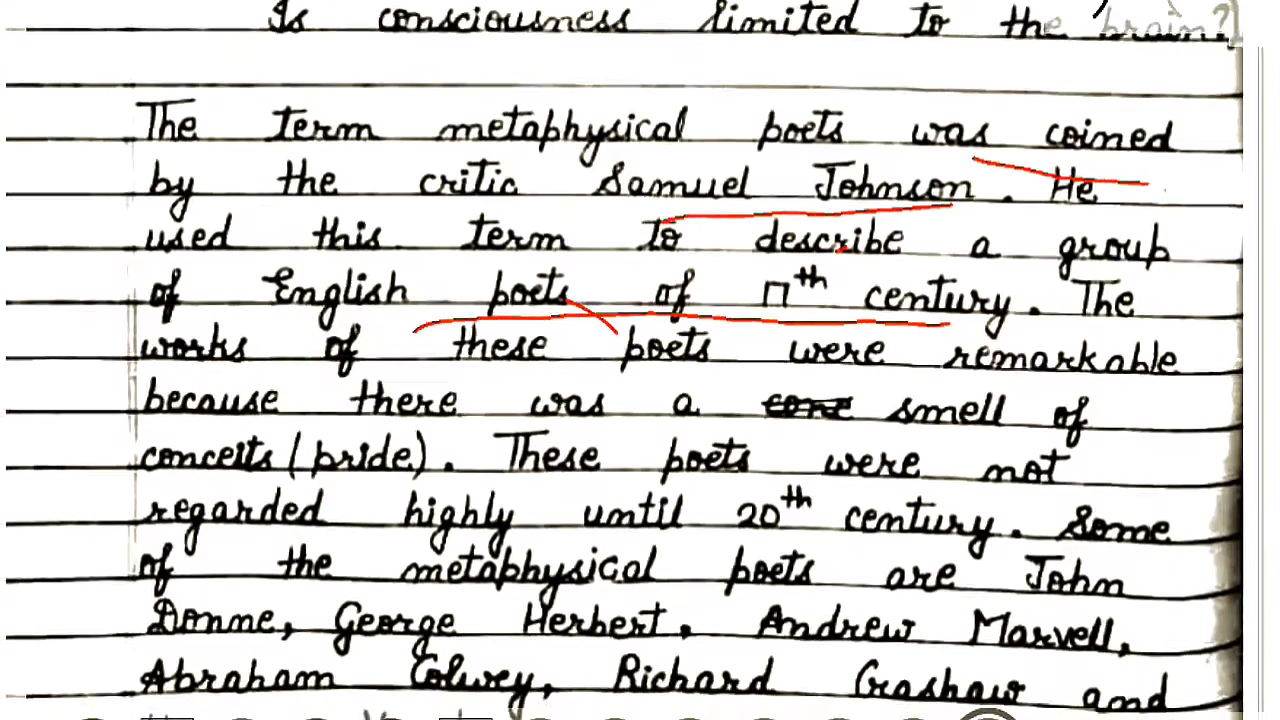 Is consciousness limited to the brain?]
The term metaphysical poets was coined
by the critic Samuel Johnson. He
used this term to describe a group
of English poets of 17th century. The
works of these poets were remarkable
because there was a smell of
conceits (pride). These poets were not
regarded highly until 20th century. Some
of the metaphysical poets are John
Donne, George Herbert, Andrew Marvell,
Abraham Colwey, Richard Crashaw and